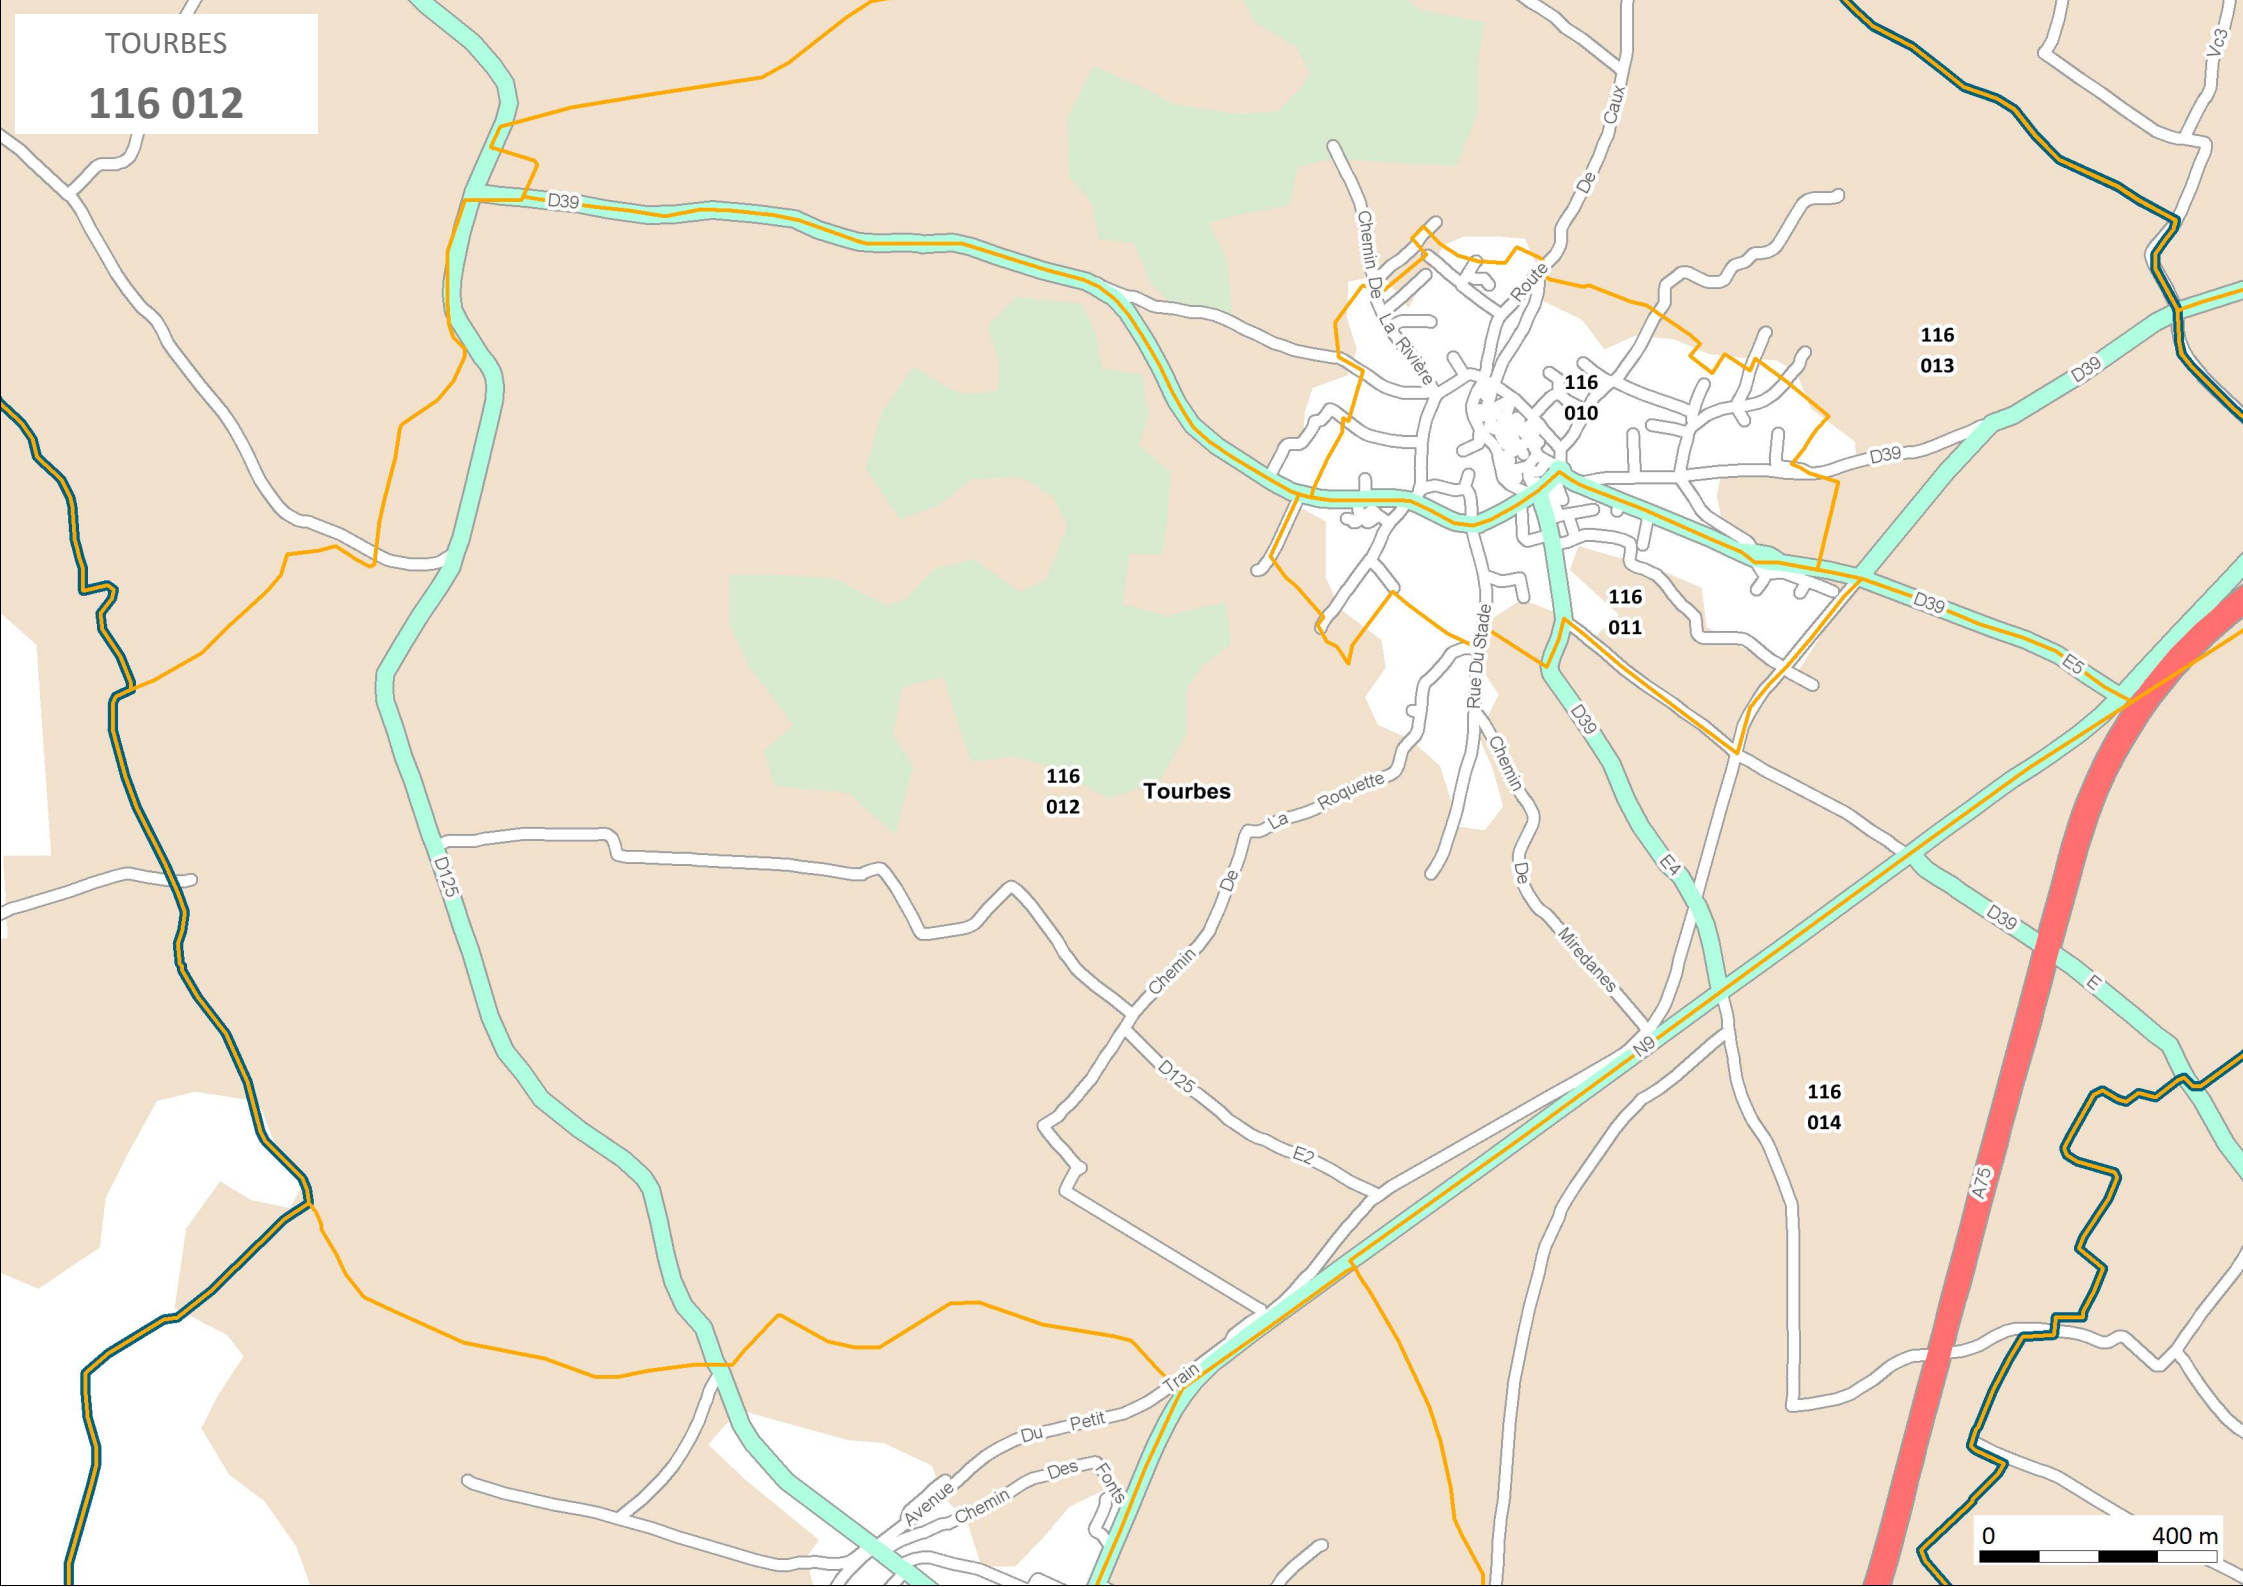 TOURBES
116 012
Vc3
Caux
De
Route
D39
Chemin De
La
Rivière
116
010
116
013
D39
D39
116
011
D39
E5
Rue Du Stade
D39
Chemin
116
012
Tourbes
Roquette
La
De
Chemin
De
Miredanes
E4
D39
E
D125
N9
D125
E2
116
014
A75
Train
Petit
Du
Avenue
Des
Fonts
Chemin
0
400 m